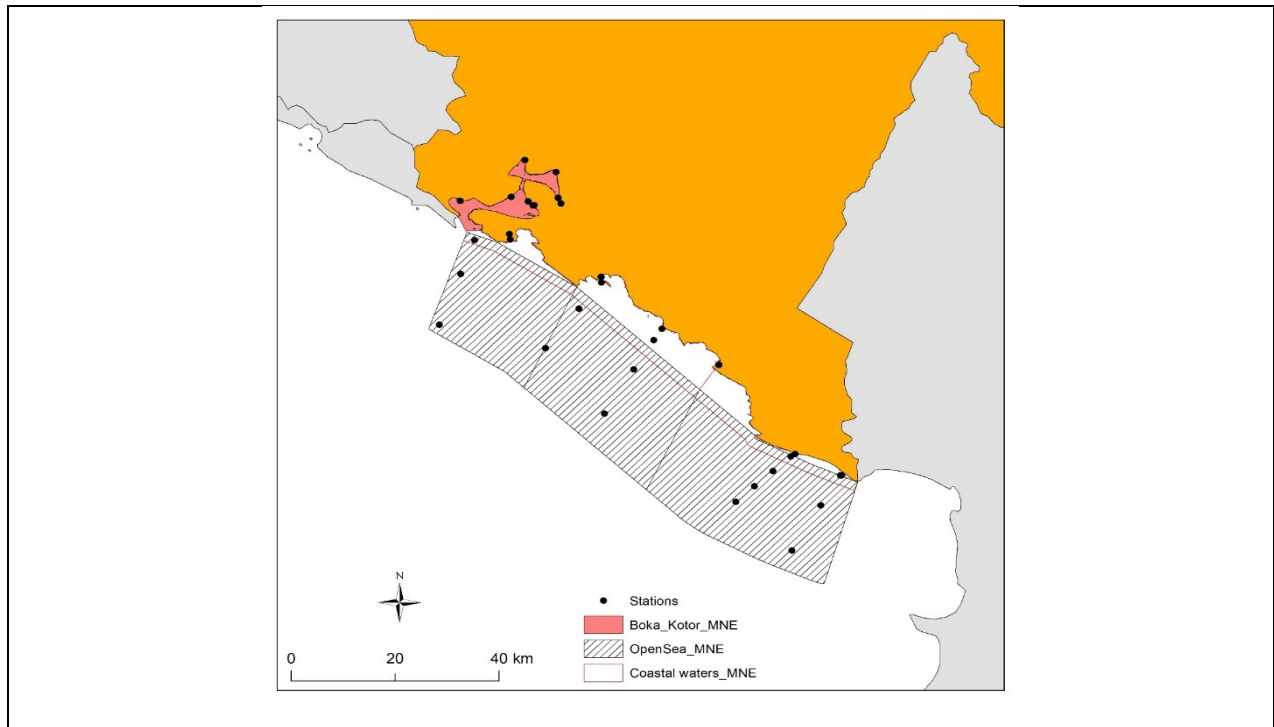 N
Stations
Boka_Kotor_MNE
OpenSea_MNE
Coastal waters_MNE
0 20 40 km